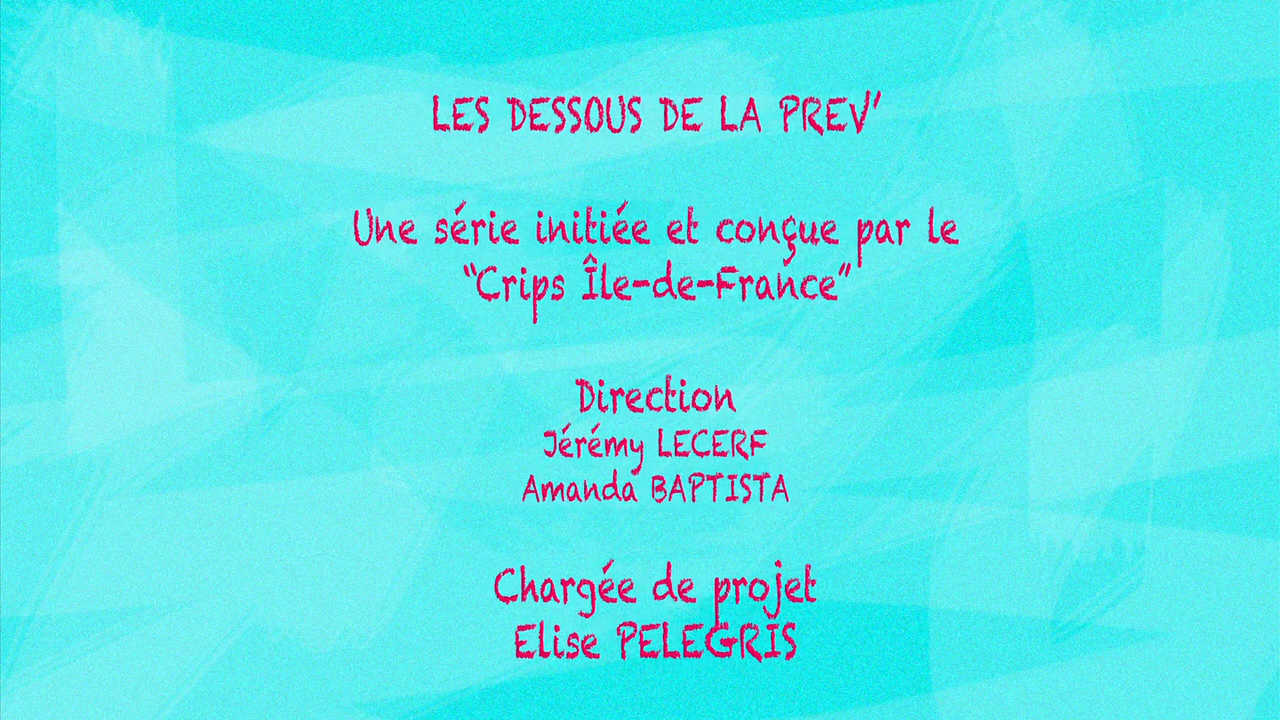 LES DESSOUS DE LA PREV'
Une série initiée et conçue par le
"Crips Île-de-France"
Direction
Jérémy LECERF
Amanda BAPTISTA
Chargée de projet
Elise PELEGRIS